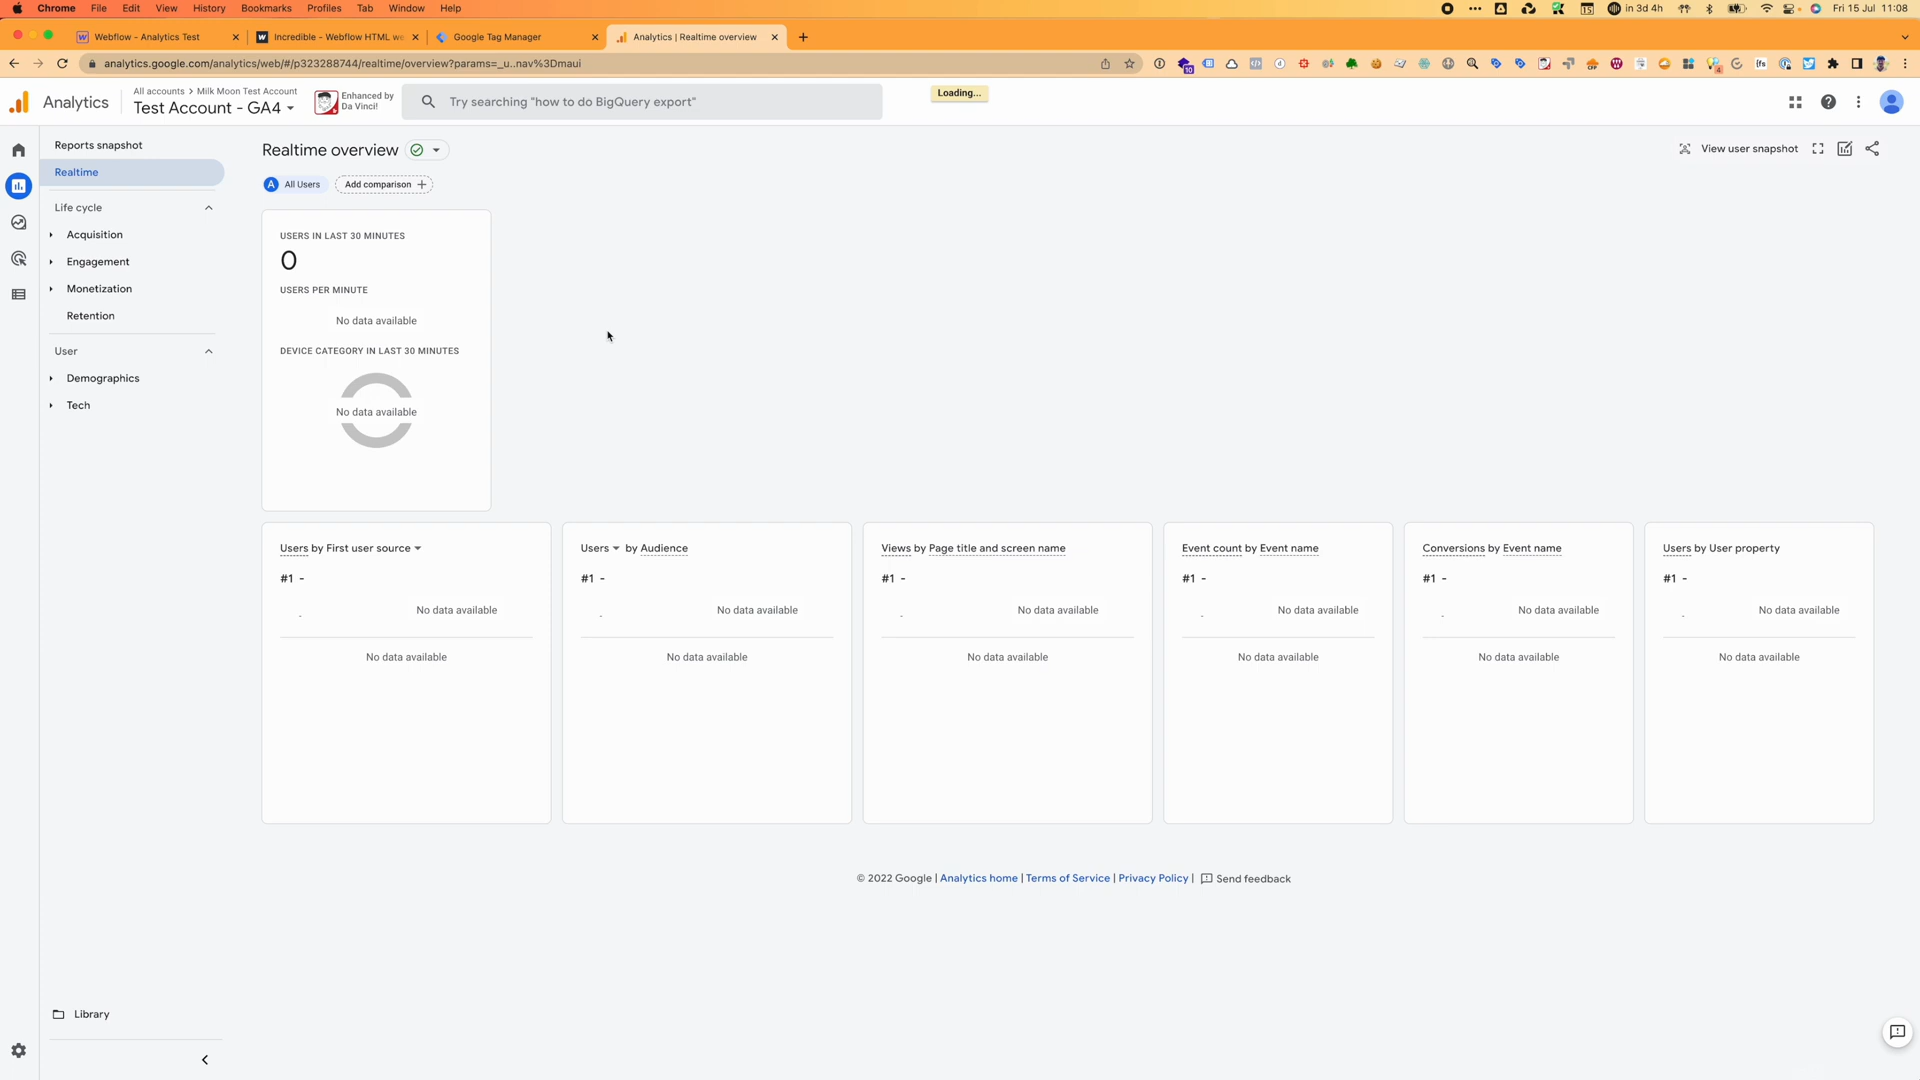 Chrome File Edit View History Bookmarks Profiles Tab Window Help
in 3d 4h Fri 15 Jul 11:08
Webflow - Analytics Test
Incredible - Webflow HTML we
Google Tag Manager
Analytics | Realtime overview
analytics.google.com/analytics/web/#/p323288744/realtime/overview?params=_u..nav%3Dmaui
Analytics
All accounts > Milk Moon Test Account
Test Account - GA4
Enhanced by
Da Vinci!
Try searching "how to do BigQuery export"
Loading...
Reports snapshot
Realtime
Life cycle
Acquisition
Engagement
Monetization
Retention
User
Demographics
Tech
Library
Realtime overview
View user snapshot
A All Users
Add comparison +
USERS IN LAST 30 MINUTES
0
USERS PER MINUTE
No data available
DEVICE CATEGORY IN LAST 30 MINUTES
No data available
Users by First user source
#1 -
- No data available
No data available
Users by Audience
#1 -
- No data available
No data available
Views by Page title and screen name
#1 -
- No data available
No data available
Event count by Event name
#1 -
- No data available
No data available
Conversions by Event name
#1 -
- No data available
No data available
Users by User property
#1 -
- No data available
No data available
© 2022 Google | Analytics home | Terms of Service | Privacy Policy | Send feedback